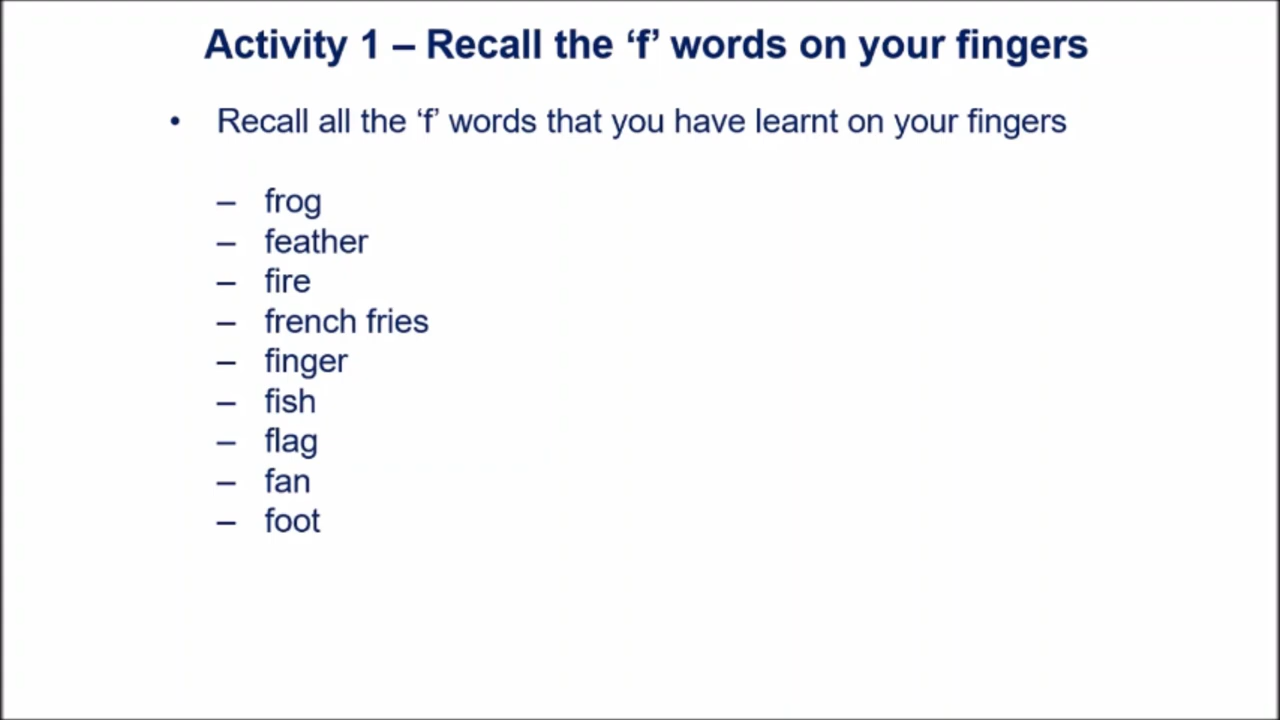 Activity 1 – Recall the ‘f’ words on your fingers
• Recall all the ‘f’ words that you have learnt on your fingers
– frog
– feather
– fire
– french fries
– finger
– fish
– flag
– fan
– foot